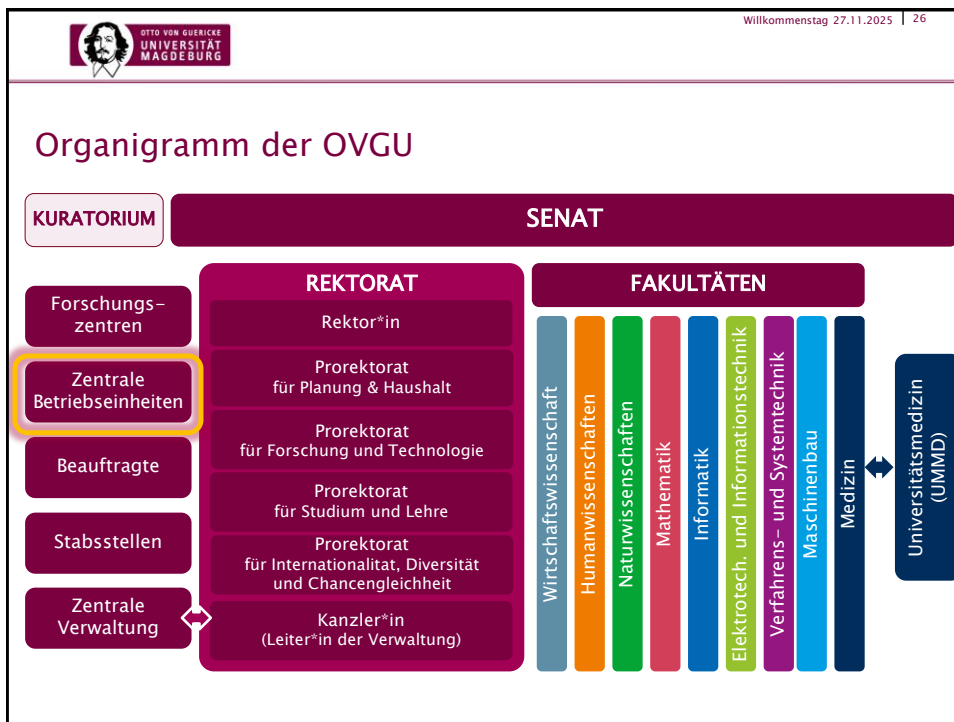 Willkommenstag 27.11.2025 | 26
OTTO VON GUERICKE
UNIVERSITÄT
MAGDEBURG
Organigramm der OVGU
KURATORIUM
SENAT
Forschungs-
zentren
Zentrale
Betriebseinheiten
Beauftragte
Stabsstellen
Zentrale
Verwaltung
REKTORAT
Rektor*in
Prorektorat
für Planung & Haushalt
Prorektorat
für Forschung und Technologie
Prorektorat
für Studium und Lehre
Prorektorat
für Internationalitat, Diversität
und Chancengleichheit
Kanzler*in
(Leiter*in der Verwaltung)
FAKULTÄTEN
Wirtschaftswissenschaft
Humanwissenschaften
Naturwissenschaften
Mathematik
Informatik
Elektrotech. und Informationstechnik
Verfahrens- und Systemtechnik
Maschinenbau
Medizin
Universitätsmedizin
(UMMD)